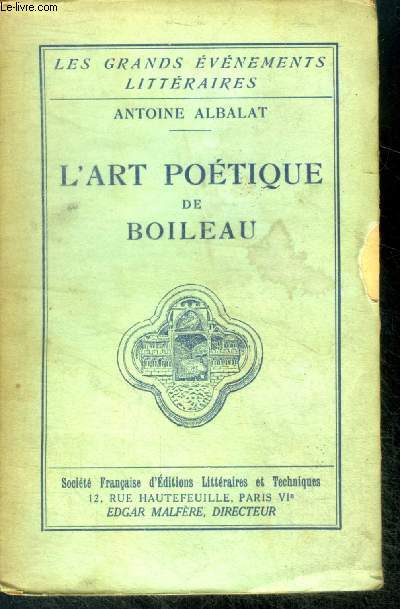 Le-livre.com
LES GRANDS ÉVÉNEMENTS
LITTÉRAIRES
ANTOINE ALBALAT
L'ART POÉTIQUE
DE
BOILEAU
Société Française d'Éditions Littéraires et Techniques
12, RUE HAUTEFEUILLE, PARIS VIe
EDGAR MALFÈRE, DIRECTEUR